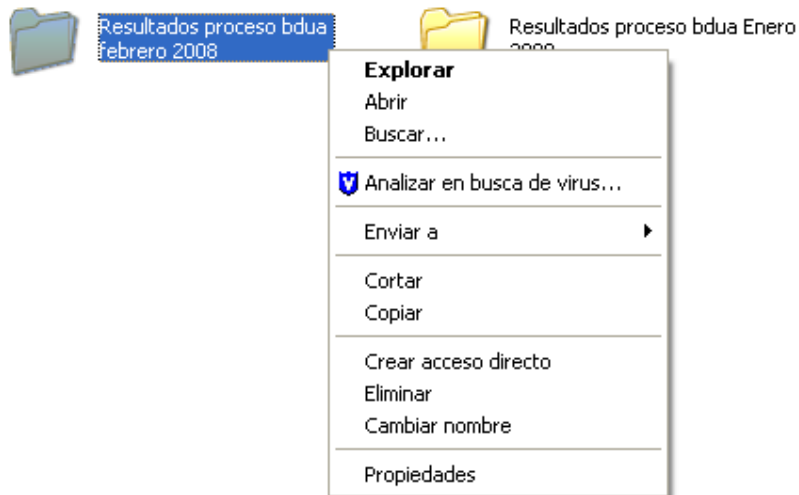 Resultados proceso bdua
febrero 2008
Resultados proceso bdua Enero
Explorar
Abrir
Buscar...
Analizar en busca de virus...
Enviar a
Cortar
Copiar
Crear acceso directo
Eliminar
Cambiar nombre
Propiedades